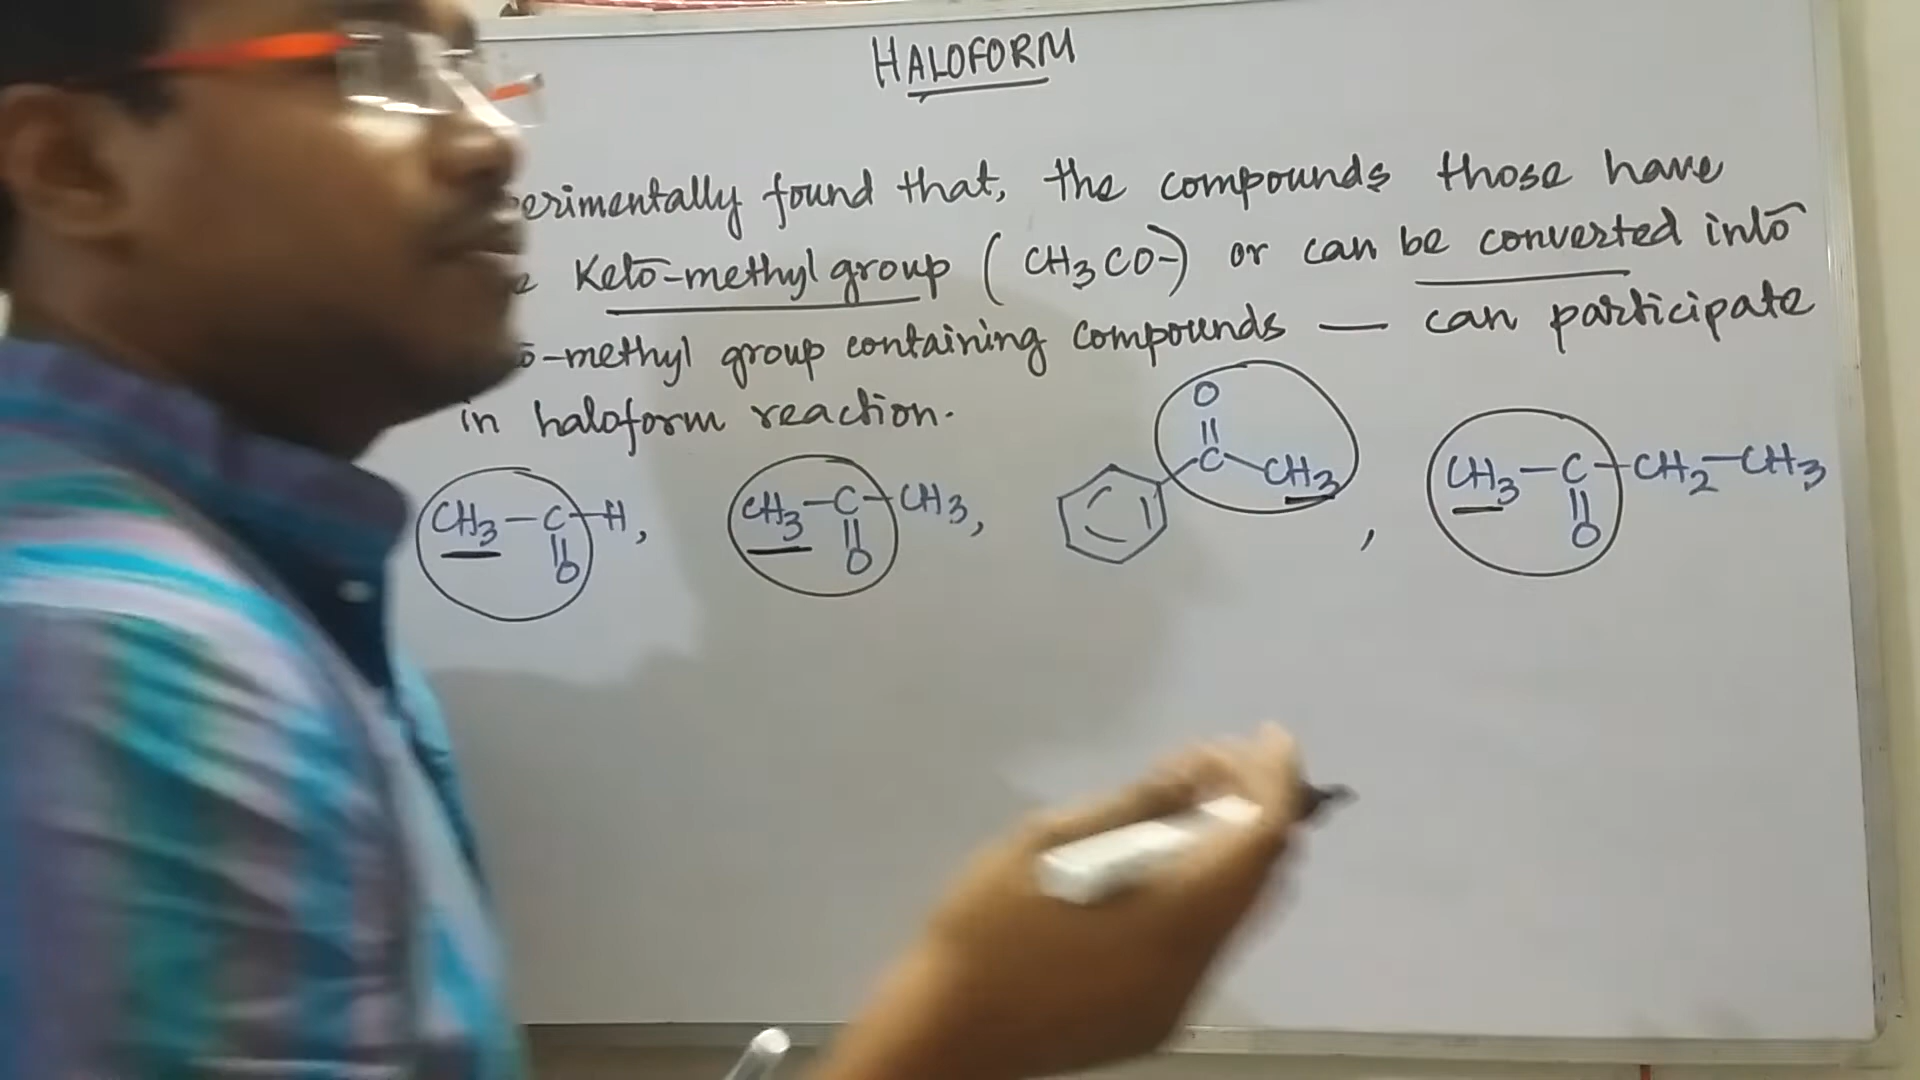 HALOFORM
erimentally found that, the compounds those have
Keto-methyl group (CH3CO-) or can be converted into
o-methyl group containing compounds — can participate
in haloform reaction.
CH3-C-H, CH3-C-CH3, C-CH3, CH3-C-CH2-CH3
O O O O